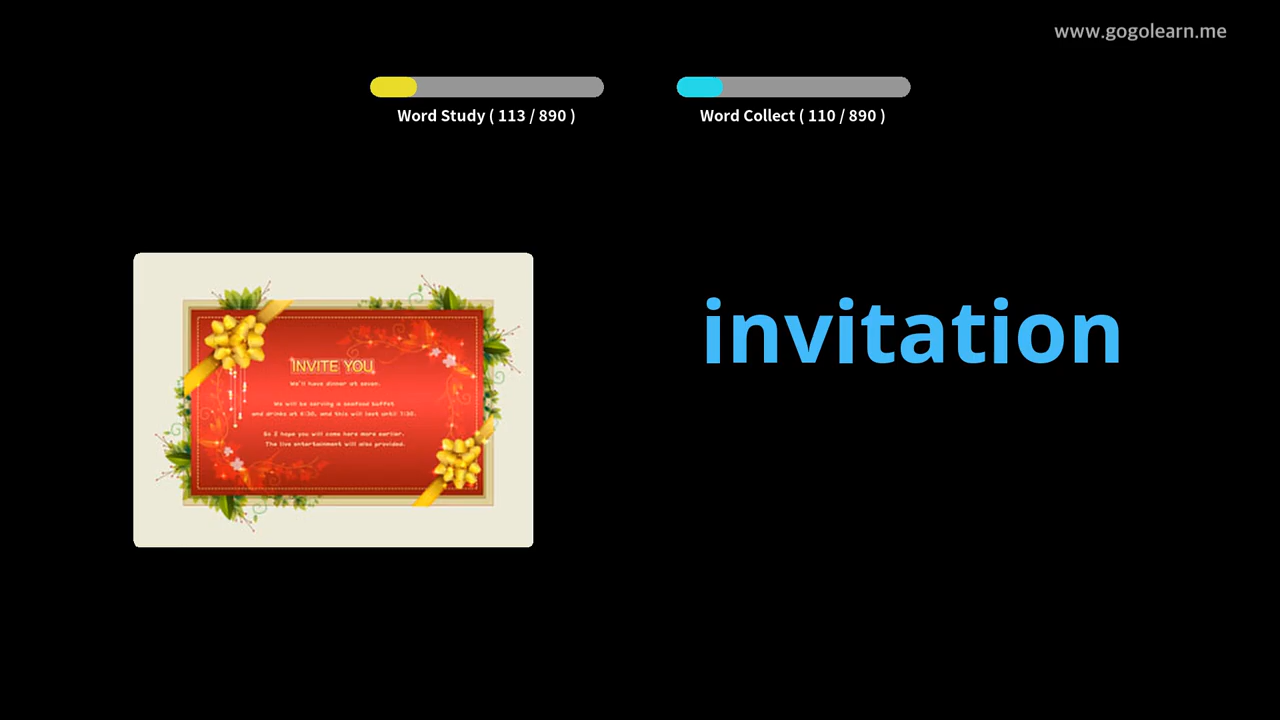 www.gogolearn.me
Word Study ( 113 / 890 )
Word Collect ( 110 / 890 )
INVITE YOU
We'll have dinner at seven.
We will be serving a seafood buffet
and drinks at 6:30, and this will last until 7:30.
So I hope you will come here more earlier.
The live entertainment will also provided.
invitation